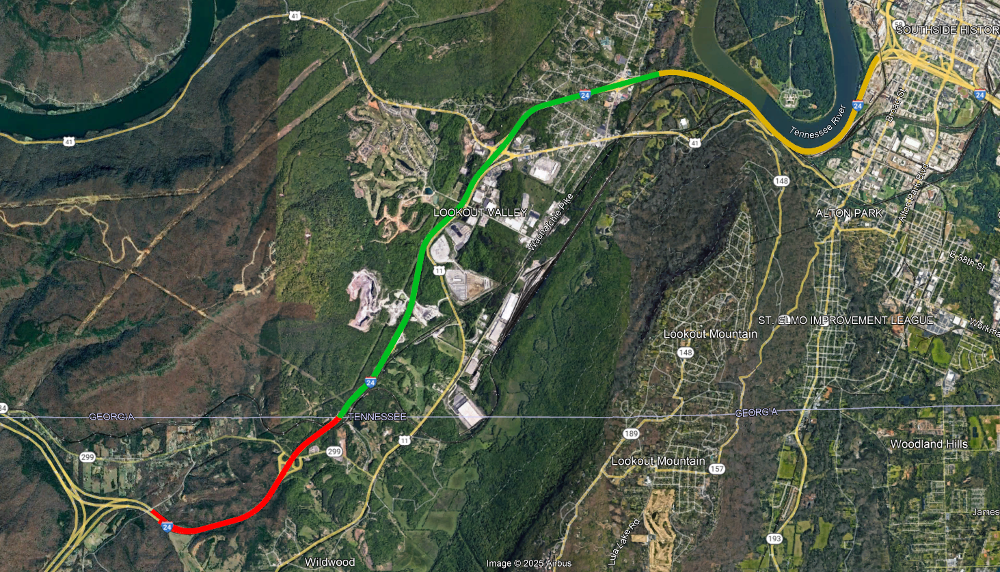 41
59
SOUTHSIDE HISTOR
24
24
24
41
Tennessee River
Broad St
41
148
LOOKOUT VALLEY
Wauhatchie Pike
ALTON PARK
Alton Park Blvd
E 38th St
11
ST. ELMO IMPROVEMENT LEAGUE
Workma
Lookout Mountain
148
24
GEORGIA
TENNESSEE
GEORGIA
299
299
11
189
Woodland Hills
Lookout Mountain
157
24
James
193
Lula Lake Rd
Wildwood
Image © 2025 Airbus